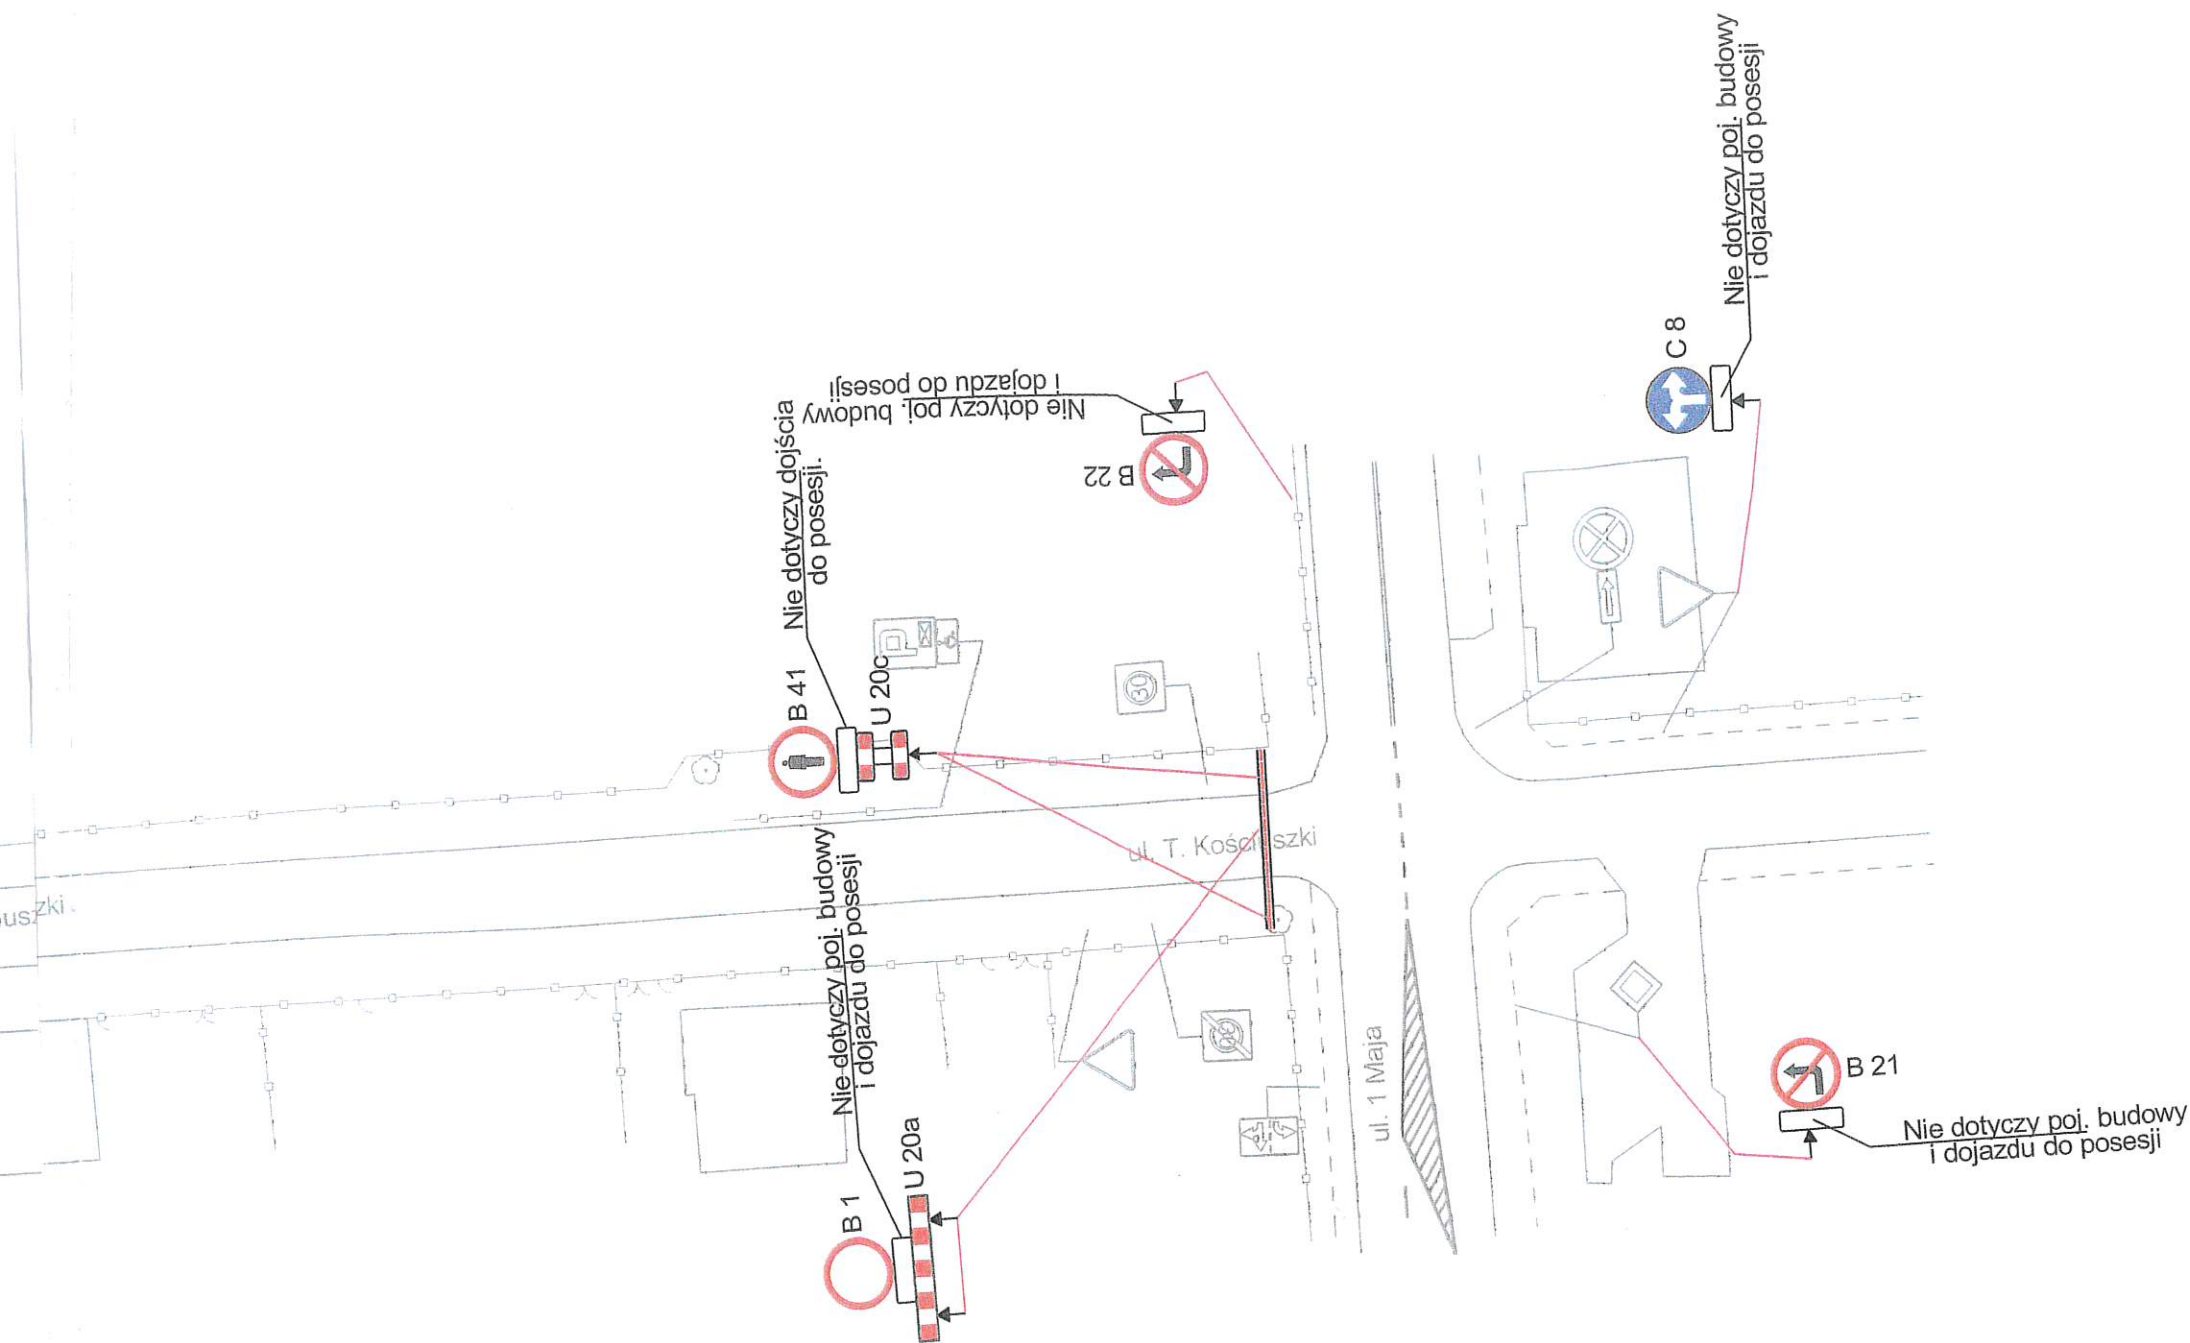 Nie dotyczy poj. budowy
i dojazdu do posesji
C 8
Nie dotyczy poj. budowy
i dojazdu do posesji
B 22
Nie dotyczy dojścia
do posesji.
B 41
U 20c
30
ul. T. Kościuszki
Nie dotyczy poj. budowy
i dojazdu do posesji
B 1
U 20a
30
ul. 1 Maja
B 21
Nie dotyczy poj. budowy
i dojazdu do posesji